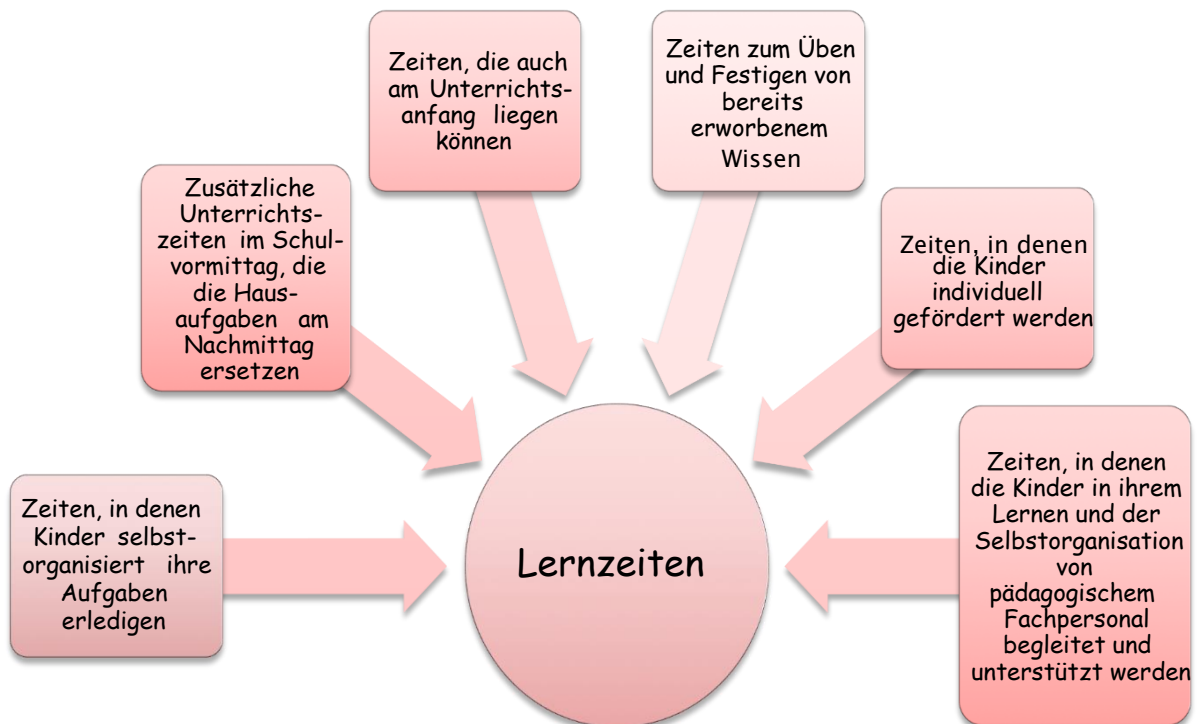 Zeiten, in denen
Kinder selbst-
organisiert ihre
Aufgaben
erledigen
Zusätzliche
Unterrichts-
zeiten im Schul-
vormittag, die
die Haus-
aufgaben am
Nachmittag
ersetzen
Zeiten, die auch
am Unterrichts-
anfang liegen
können
Zeiten zum Üben
und Festigen von
bereits
erworbenem
Wissen
Zeiten, in denen
die Kinder
individuell
gefördert werden
Zeiten, in denen
die Kinder in ihrem
Lernen und der
Selbstorganisation
von
pädagogischem
Fachpersonal
begleitet und
unterstützt werden
Lernzeiten